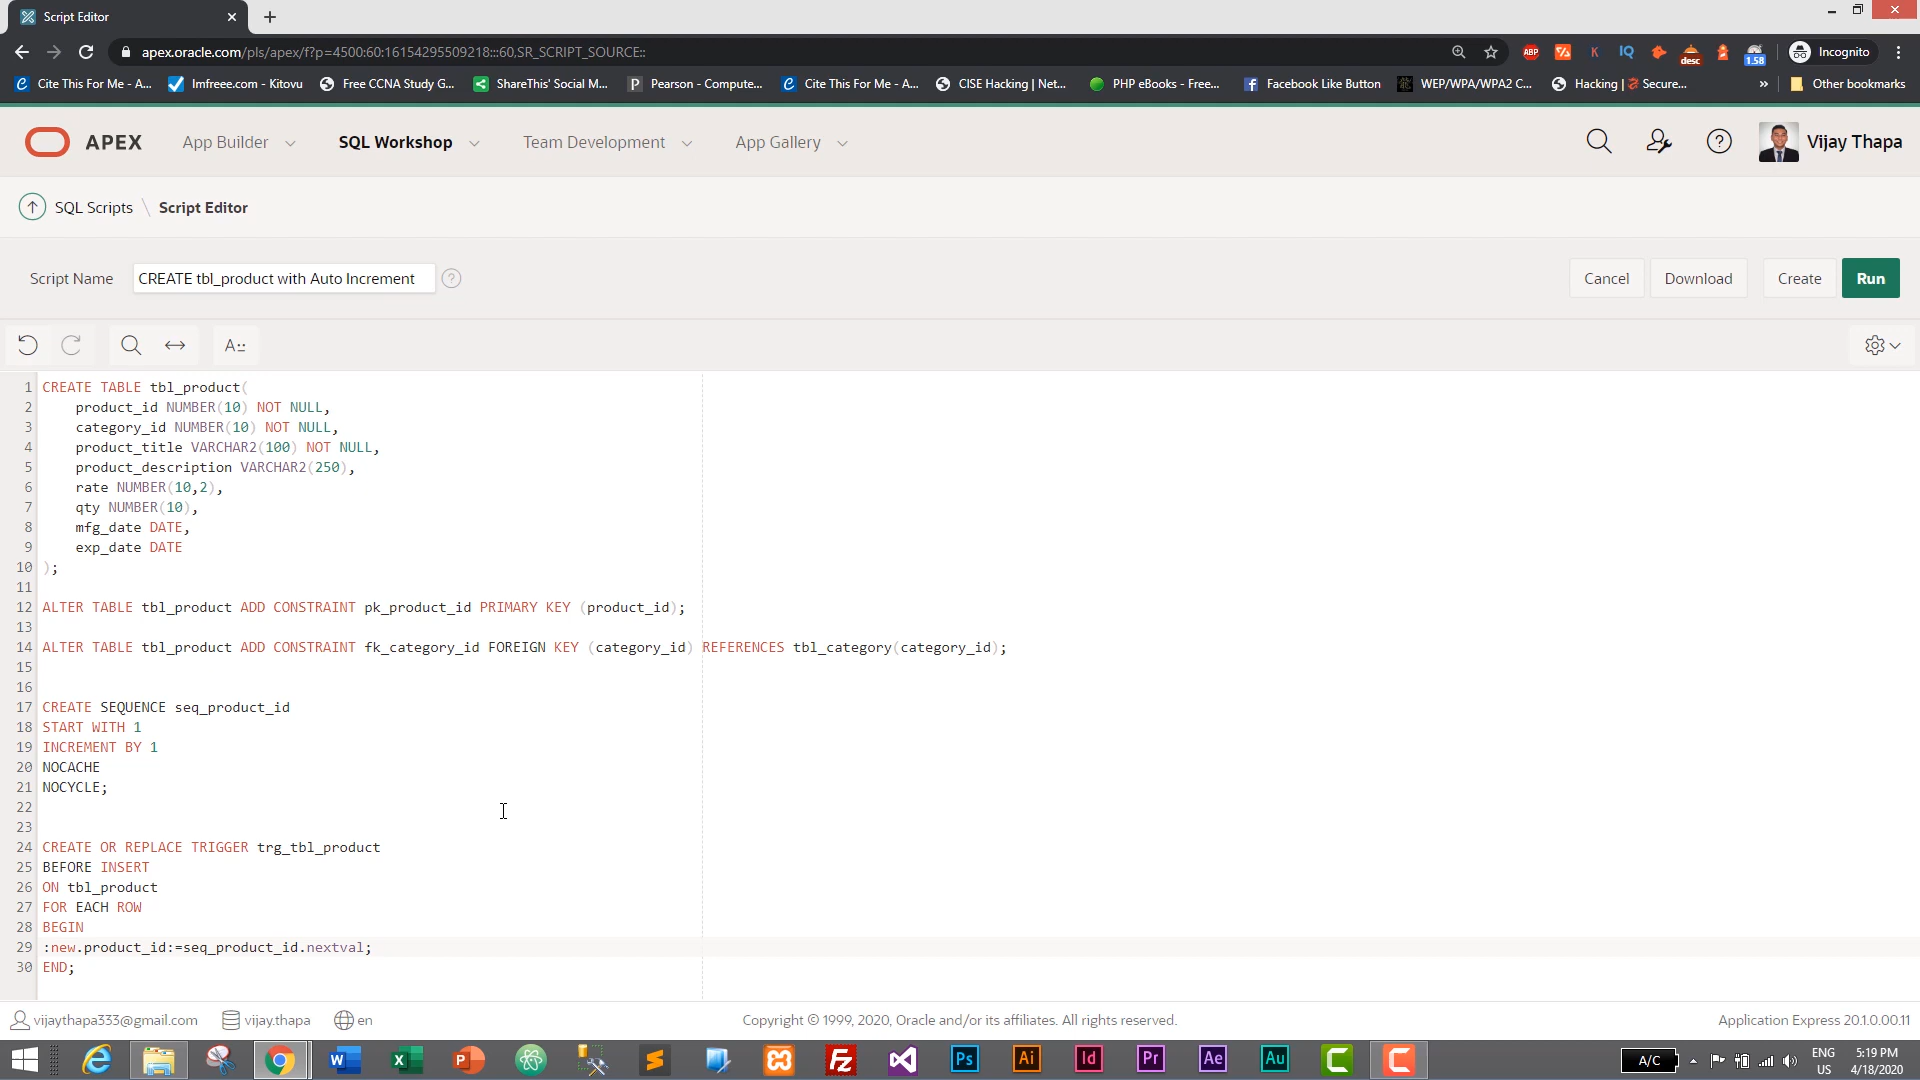 Script Editor
apex.oracle.com/pls/apex/f?p=4500:60:16154295509218:::60,SR_SCRIPT_SOURCE::
ABP
K
IQ
desc
1.58
Incognito
Cite This For Me - A...
Imfreee.com - Kitovu
Free CCNA Study G...
ShareThis' Social M...
Pearson - Compute...
Cite This For Me - A...
CISE Hacking | Net...
PHP eBooks - Free...
Facebook Like Button
WEP/WPA/WPA2 C...
Hacking | Secure...
»
Other bookmarks
APEX
App Builder
SQL Workshop
Team Development
App Gallery
Vijay Thapa
SQL Scripts \ Script Editor
Script Name
CREATE tbl_product with Auto Increment
Cancel
Download
Create
Run
1 CREATE TABLE tbl_product(
2 product_id NUMBER(10) NOT NULL,
3 category_id NUMBER(10) NOT NULL,
4 product_title VARCHAR2(100) NOT NULL,
5 product_description VARCHAR2(250),
6 rate NUMBER(10,2),
7 qty NUMBER(10),
8 mfg_date DATE,
9 exp_date DATE
10 );
11
12 ALTER TABLE tbl_product ADD CONSTRAINT pk_product_id PRIMARY KEY (product_id);
13
14 ALTER TABLE tbl_product ADD CONSTRAINT fk_category_id FOREIGN KEY (category_id) REFERENCES tbl_category(category_id);
15
16
17 CREATE SEQUENCE seq_product_id
18 START WITH 1
19 INCREMENT BY 1
20 NOCACHE
21 NOCYCLE;
22
23
24 CREATE OR REPLACE TRIGGER trg_tbl_product
25 BEFORE INSERT
26 ON tbl_product
27 FOR EACH ROW
28 BEGIN
29 :new.product_id:=seq_product_id.nextval;
30 END;
vijaythapa333@gmail.com
vijay.thapa
en
Copyright © 1999, 2020, Oracle and/or its affiliates. All rights reserved.
Application Express 20.1.0.00.11
Ps
Ai
Id
Pr
Ae
Au
A/C
ENG
US
5:19 PM
4/18/2020